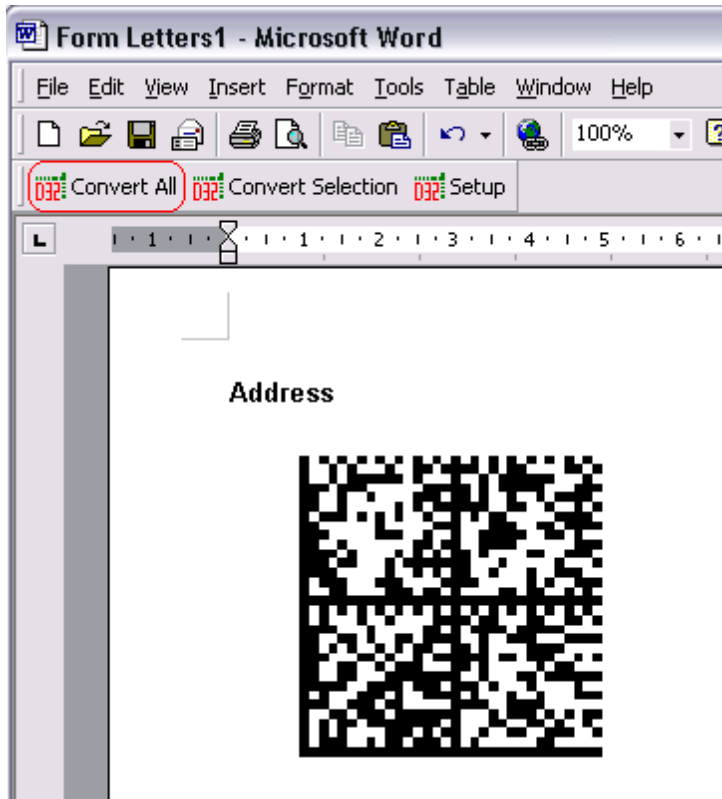 Form Letters1 - Microsoft Word
File Edit View Insert Format Tools Table Window Help
100%
Convert All Convert Selection Setup
1 1 2 3 4 5 6
Address